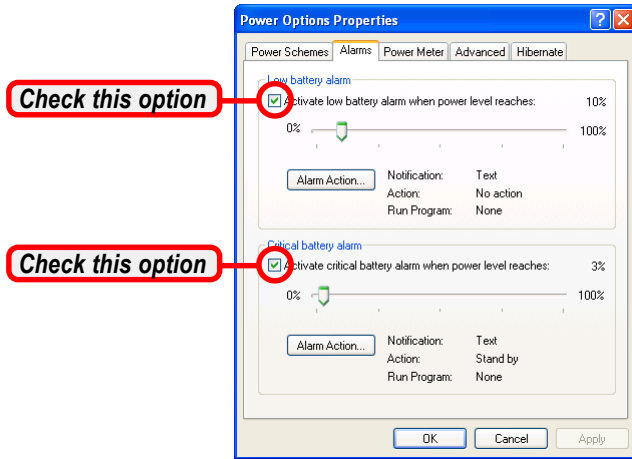 Power Options Properties
Power Schemes Alarms Power Meter Advanced Hibernate
Low battery alarm
Check this option
Activate low battery alarm when power level reaches: 10%
0% 100%
Alarm Action... Notification: Text
Action: No action
Run Program: None
Critical battery alarm
Check this option
Activate critical battery alarm when power level reaches: 3%
0% 100%
Alarm Action... Notification: Text
Action: Stand by
Run Program: None
OK Cancel Apply